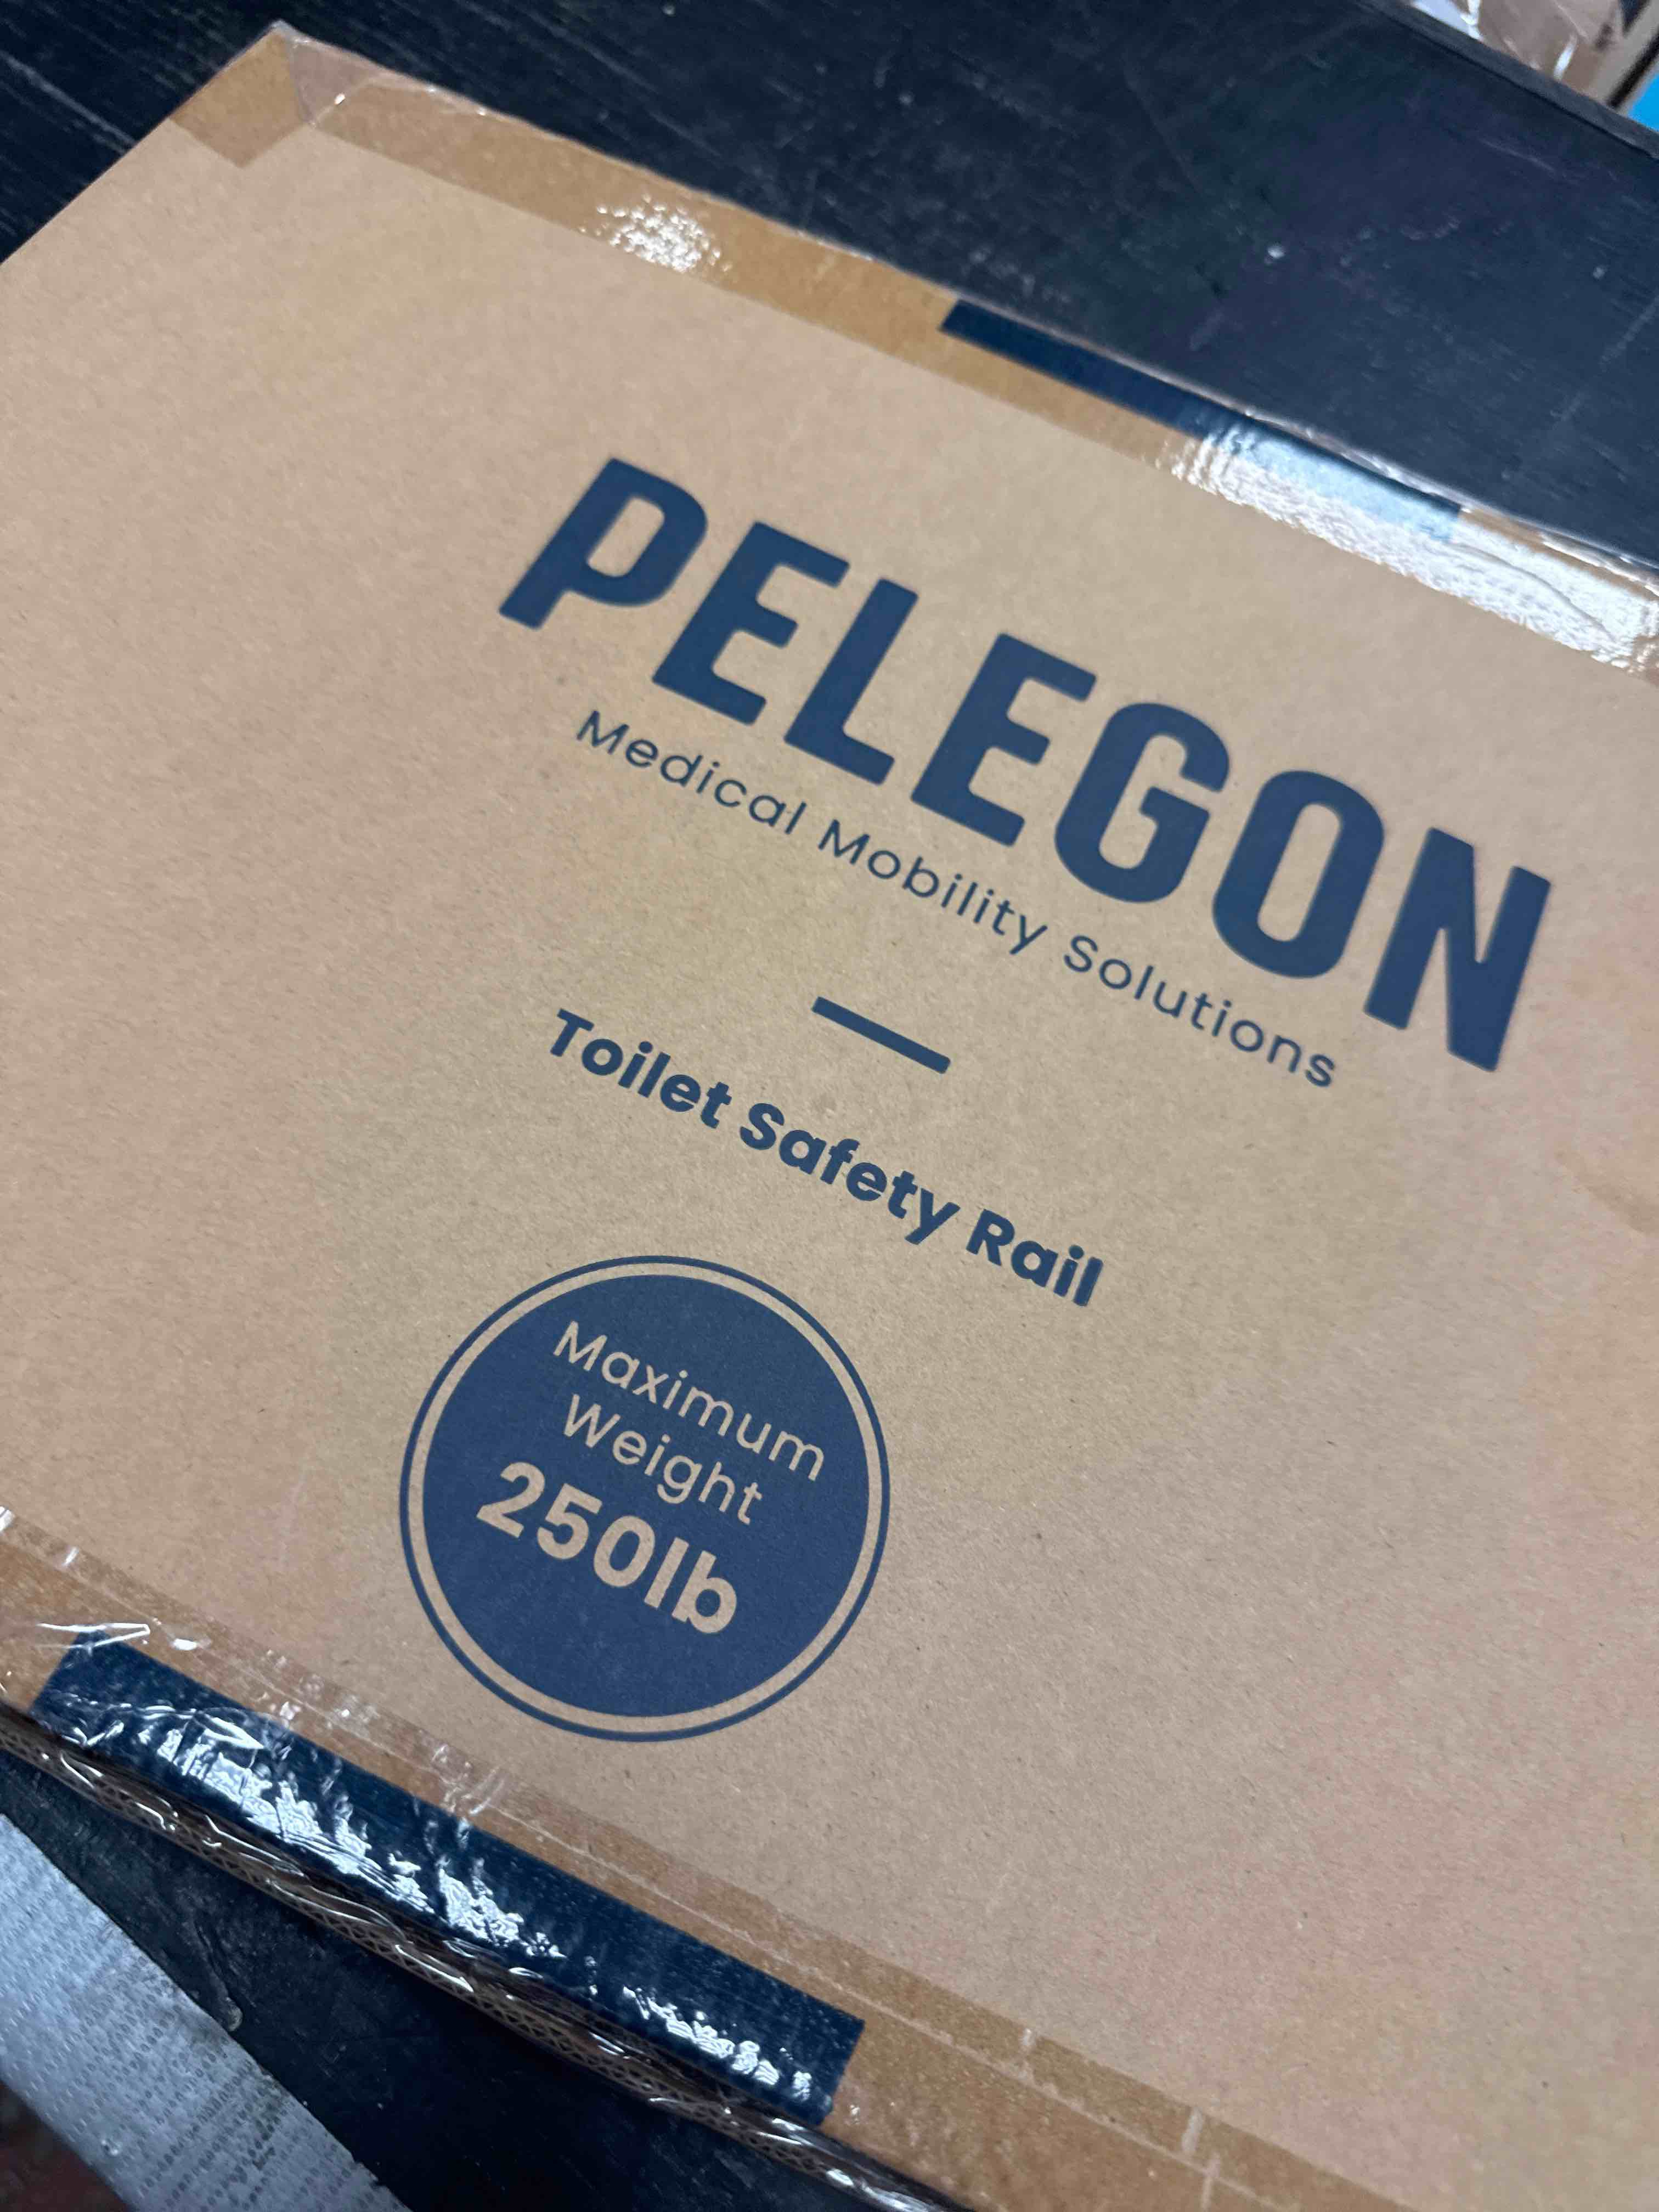 PELEGON
Medical Mobility Solutions
Toilet Safety Rail
Maximum
Weight
250lb